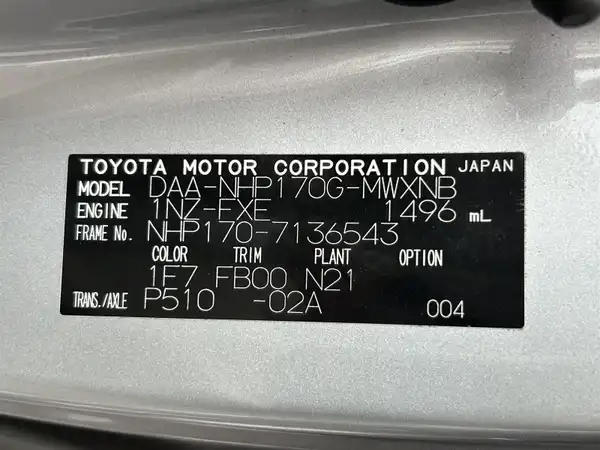 TOYOTA MOTOR CORPORATION JAPAN
MODEL DAA-NHP170G-MWXNB
ENGINE 1NZ-FXE 1496 mL
FRAME No. NHP170-7136543
COLOR TRIM PLANT OPTION
1F7 FB00 N21
TRANS./AXLE P510 -02A 004